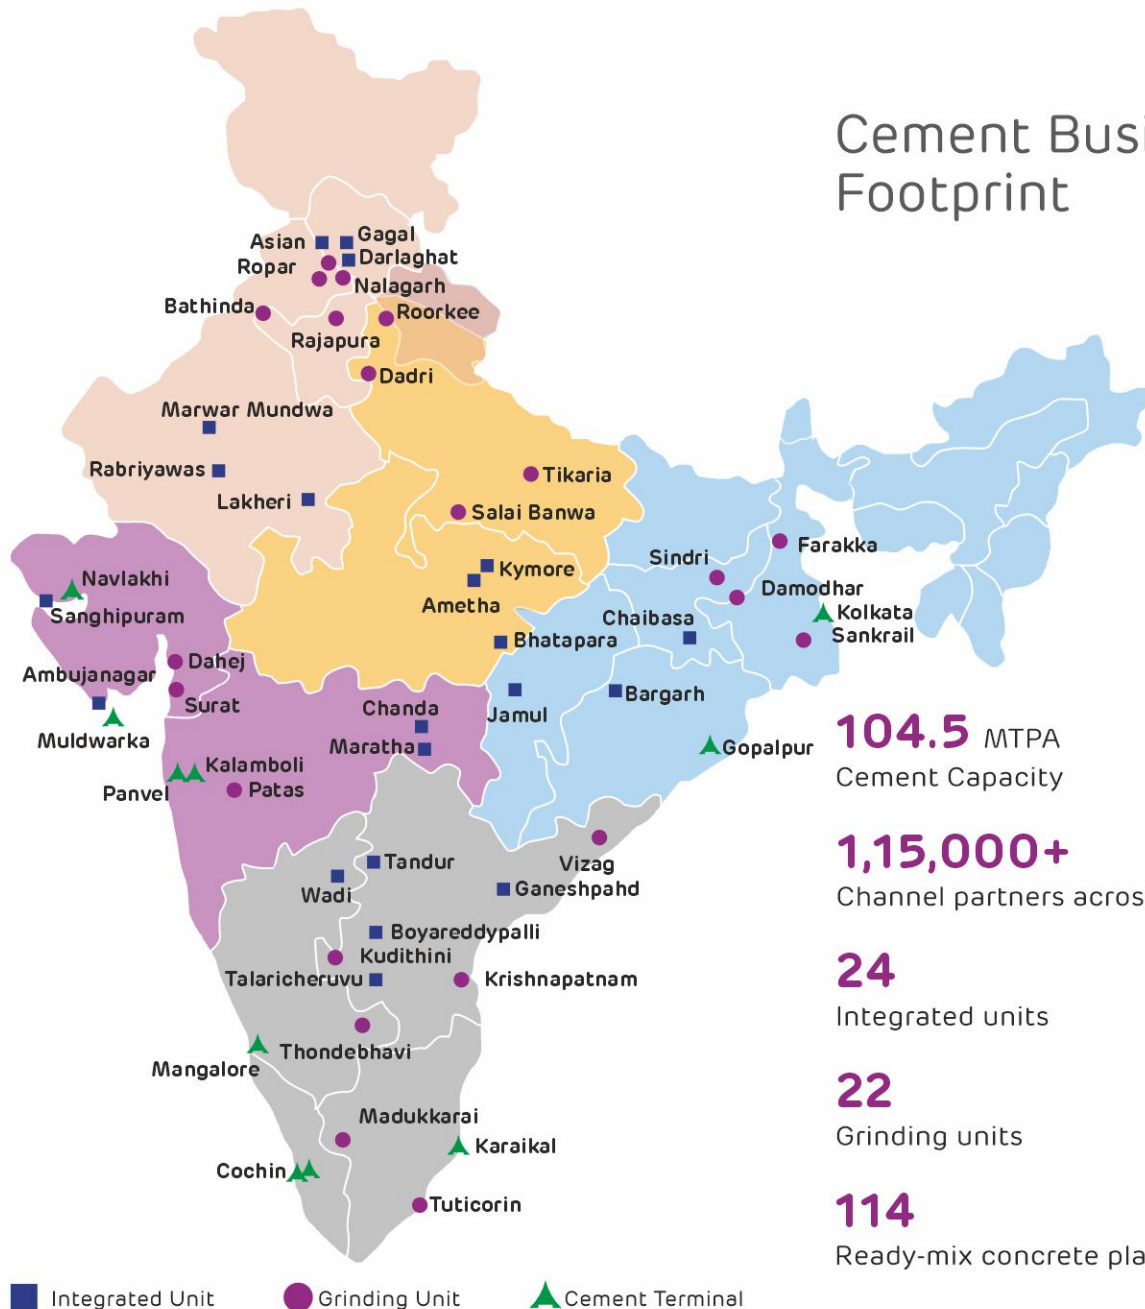 Cement Busi
Footprint
Asian
Gagal
Ropar
Darlaghat
Nalagarh
Bathinda
Roorkee
Rajapura
Dadri
Marwar Mundwa
Rabriyawas
Tikaria
Lakheri
Salai Banwa
Farakka
Sindri
Kymore
Navlakhi
Damodhar
Ametha
Sanghipuram
Kolkata
Chaibasa
Sankrail
Bhatapara
Dahej
Ambujanagar
Surat
Jamul
Bargarh
Chanda
Muldwarka
Maratha
Gopalpur
Kalamboli
Panvel
Patas
Tandur
Vizag
Wadi
Ganeshpahd
Boyareddypalli
Kudithini
Talaricheruvu
Krishnapatnam
Thondebhavi
Mangalore
Madukkarai
Karaikal
Cochin
Tuticorin
104.5 MTPA
Cement Capacity
1,15,000+
Channel partners acros
24
Integrated units
22
Grinding units
114
Ready-mix concrete pla
Integrated Unit
Grinding Unit
Cement Terminal